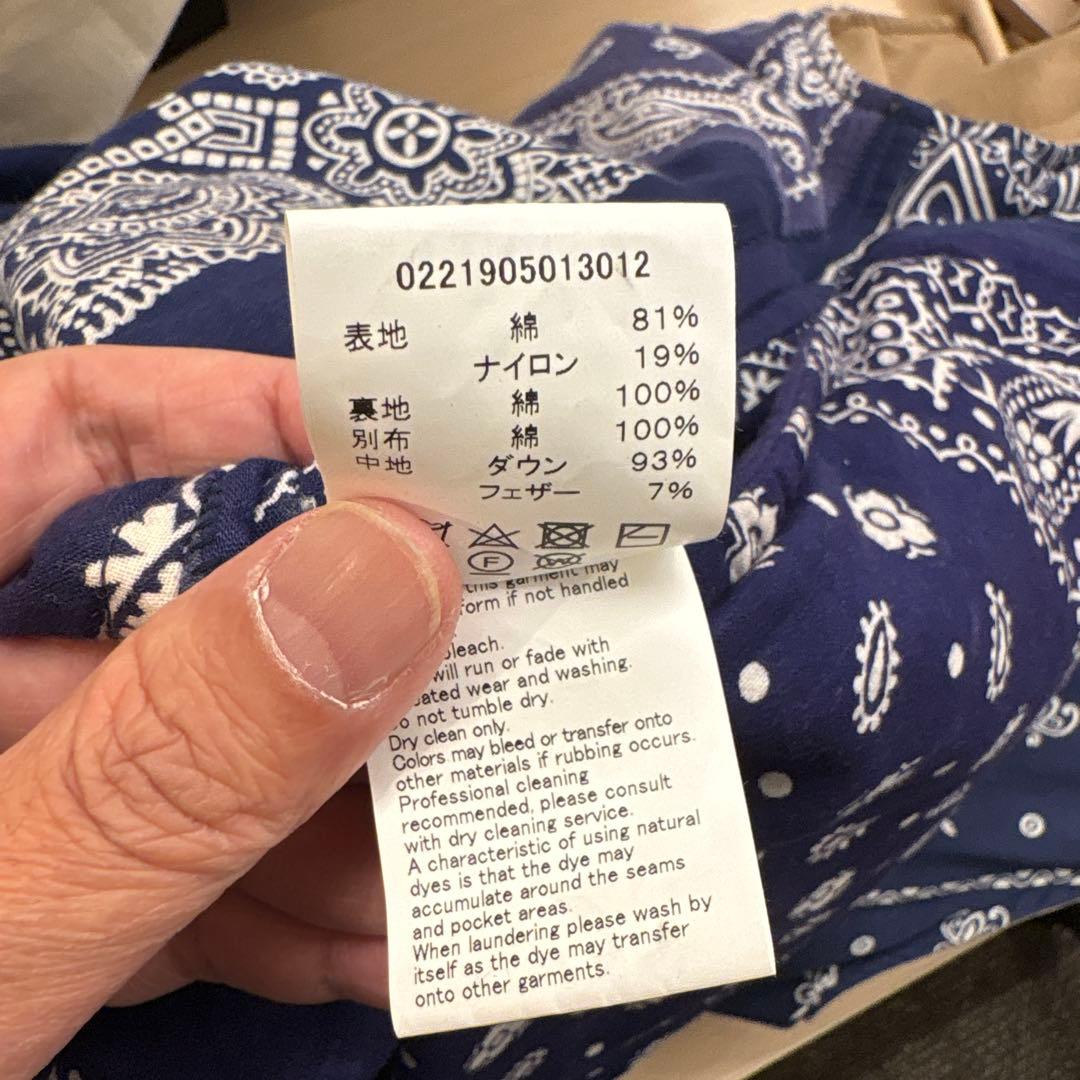 0221905013012
表地 綿 81%
ナイロン 19%
裏地 綿 100%
別布 綿 100%
中地 ダウン 93%
フェザー 7%
F
W
this garment may
form if not handled
bleach.
will run or fade with
and washing.
not tumble dry.
Dry clean only.
Colors may bleed or transfer onto
other materials if rubbing occurs.
Professional cleaning
recommended, please consult
with dry cleaning service.
A characteristic of using natural
dyes is that the dye may
accumulate around the seams
and pocket areas.
When laundering please wash by
itself as the dye may transfer
onto other garments.